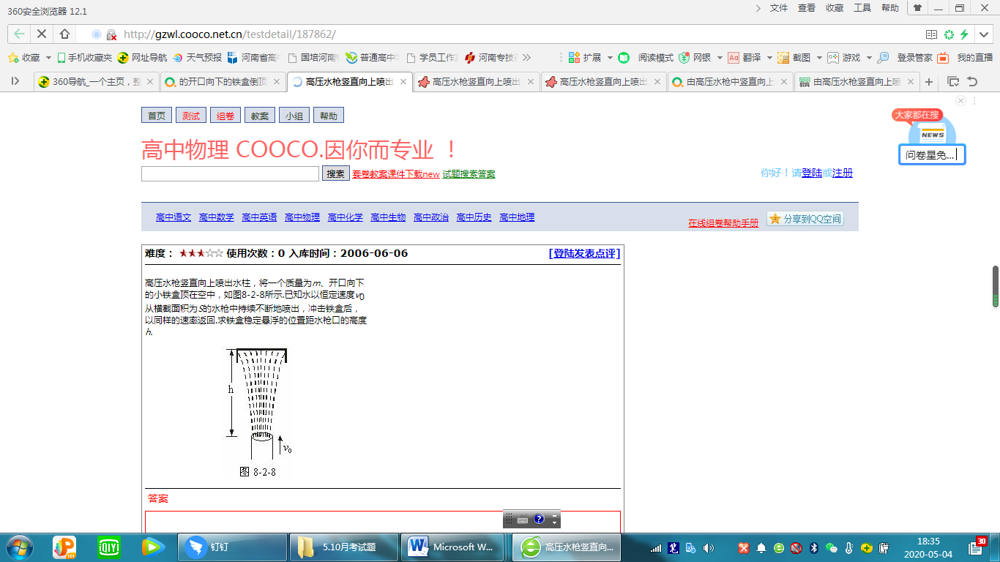 360安全浏览器 12.1
文件 查看 收藏 工具 帮助
http://gzwl.cooco.net.cn/testdetail/187862/
收藏 手机收藏夹 网址导航 天气预报 河南省高中 国培河南 普通高中 学员工作室 河南专技在 扩展 阅读模式 网银 翻译 截图 游戏 登录管家 我的直播
360导航_一个主页，整 的开口向下的铁盒倒顶 高压水枪竖直向上喷出 高压水枪竖直向上喷出 高压水枪竖直向上喷出 由高压水枪中竖直向上 由高压水枪竖直向上喷
首页 测试 组卷 教案 小组 帮助
大家都在搜
NEWS
问卷星免...
高中物理 COOCO.因你而专业 ！
搜索 套卷教案课件下载new 试题搜索答案
你好！请登陆或注册
高中语文 高中数学 高中英语 高中物理 高中化学 高中生物 高中政治 高中历史 高中地理
在线组卷帮助手册 分享到QQ空间
难度： 使用次数：0 入库时间：2006-06-06
[登陆发表点评]
高压水枪竖直向上喷出水柱，将一个质量为m、开口向下
的小铁盒顶在空中，如图8-2-8所示.已知水以恒定速度v0
从横截面积为S的水枪中持续不断地喷出，冲击铁盒后，
以同样的速率返回.求铁盒稳定悬浮的位置距水枪口的高度
h.
h
v0
图 8-2-8
答案
iQIYI
钉钉 5.10月考试题 Microsoft W... 高压水枪竖直向...
18:35
2020-05-04
30